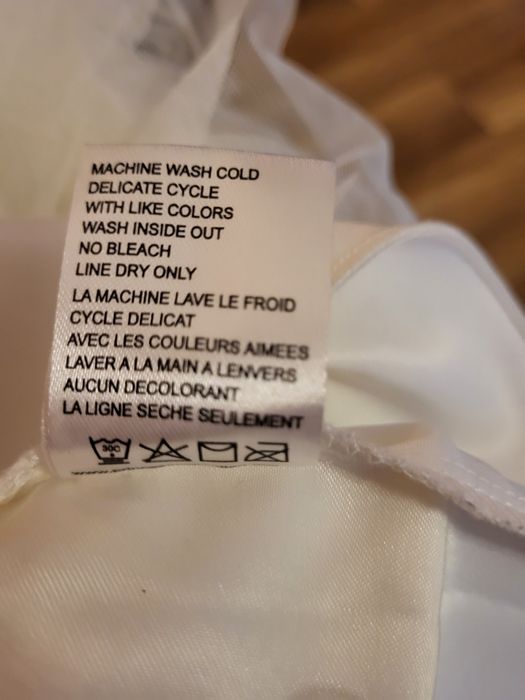 MACHINE WASH COLD
DELICATE CYCLE
WITH LIKE COLORS
WASH INSIDE OUT
NO BLEACH
LINE DRY ONLY
LA MACHINE LAVE LE FROID
CYCLE DELICAT
AVEC LES COULEURS AIMEES
LAVER A LA MAIN A LENVERS
AUCUN DECOLORANT
LA LIGNE SECHE SEULEMENT
30C